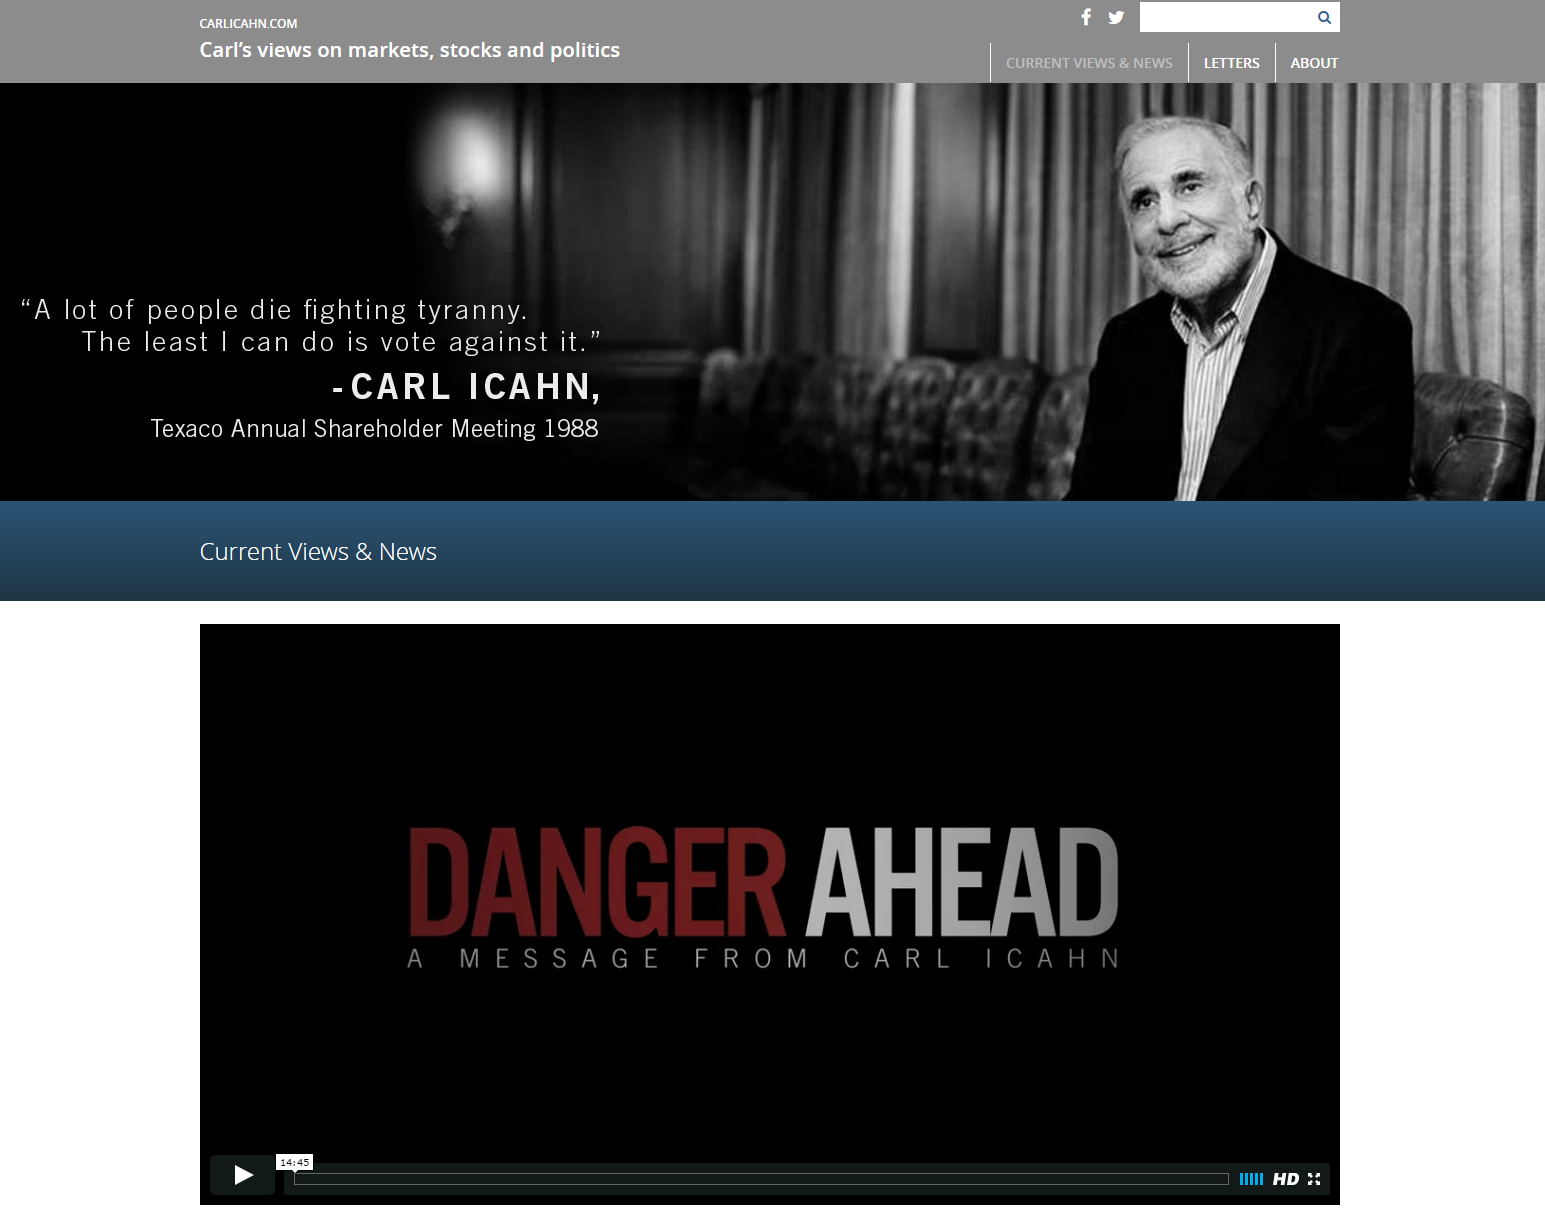 CARLICAHN.COM
Carl’s views on markets, stocks and politics
CURRENT VIEWS & NEWS
LETTERS
ABOUT
“A lot of people die fighting tyranny.
The least I can do is vote against it.”
-CARL ICAHN,
Texaco Annual Shareholder Meeting 1988
Current Views & News
DANGER AHEAD
A MESSAGE FROM CARL ICAHN
14:45
HD